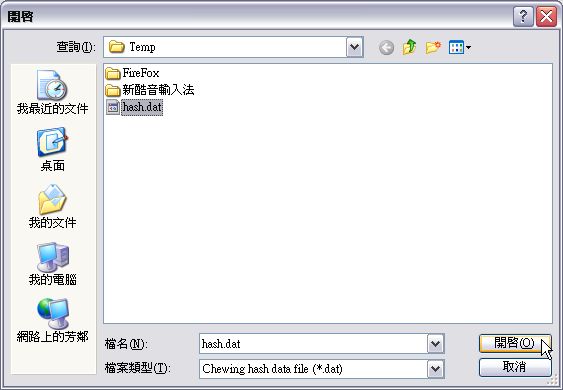 開啓
查詢(I):
Temp
FireFox
新酷音輸入法
hash.dat
我最近的文件
桌面
我的文件
我的電腦
網路上的芳鄰
檔名(N):
hash.dat
開啓(O)
檔案類型(T):
Chewing hash data file (*.dat)
取消